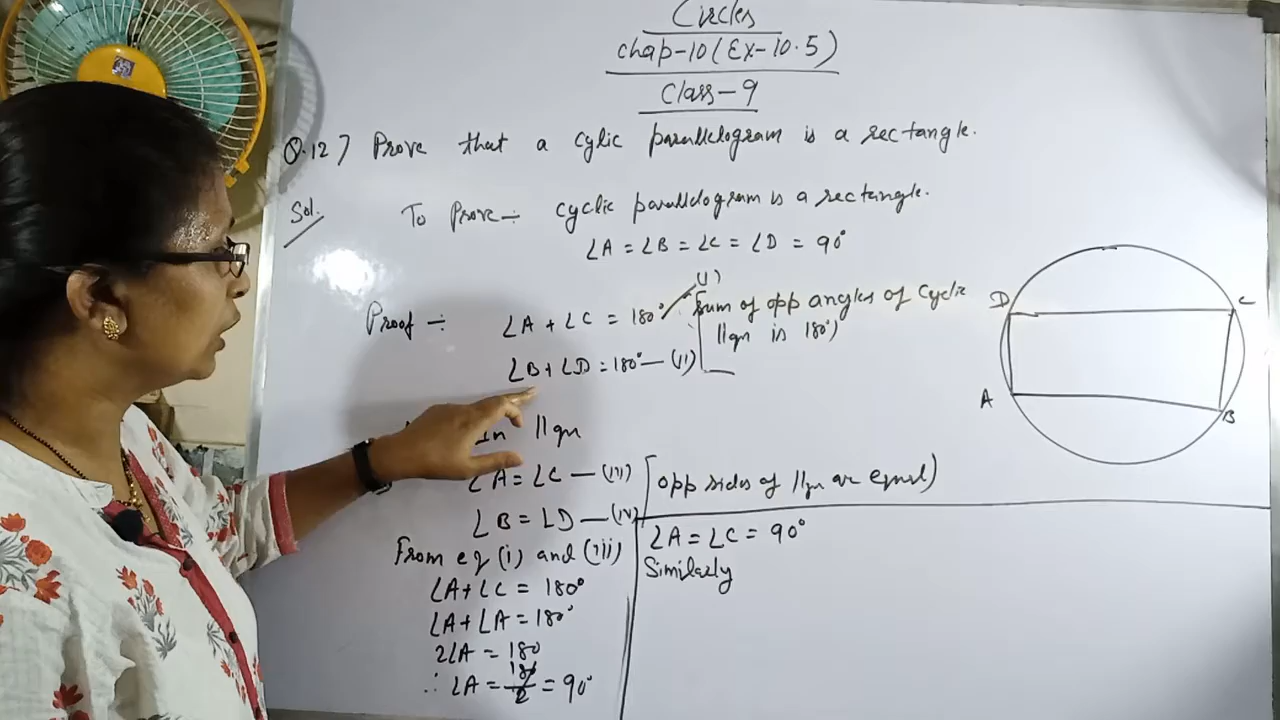 Circles
chap-10 (Ex-10.5)
Class-9
Q.12) Prove that a cylic parallelogram is a rectangle.
Sol.
To Prove :- cyclic parallelogram is a rectangle.
∠A = ∠B = ∠C = ∠D = 90°
Proof :- ∠A + ∠C = 180° (I) [Sum of opp angles of cyclic
||gm is 180°)
∠B + ∠D = 180° — (II)
In ||gm
∠A = ∠C — (III) [opp sides of ||gm are equal)
∠B = ∠D — (IV)
From eq (i) and (iii)
∠A + ∠C = 180°
∠A + ∠A = 180°
2∠A = 180
∴ ∠A = 180/2 = 90°
∠A = ∠C = 90°
Similarly
D C
A B